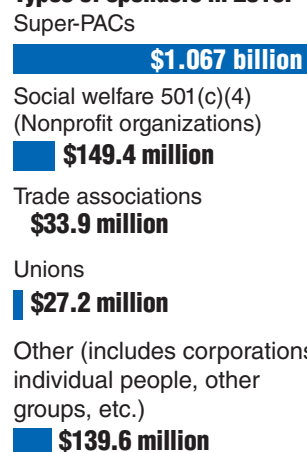 Super-PACs
$1.067 billion
Social welfare 501(c)(4)
(Nonprofit organizations)
$149.4 million
Trade associations
$33.9 million
Unions
$27.2 million
Other (includes corporations
individual people, other
groups, etc.)
$139.6 million